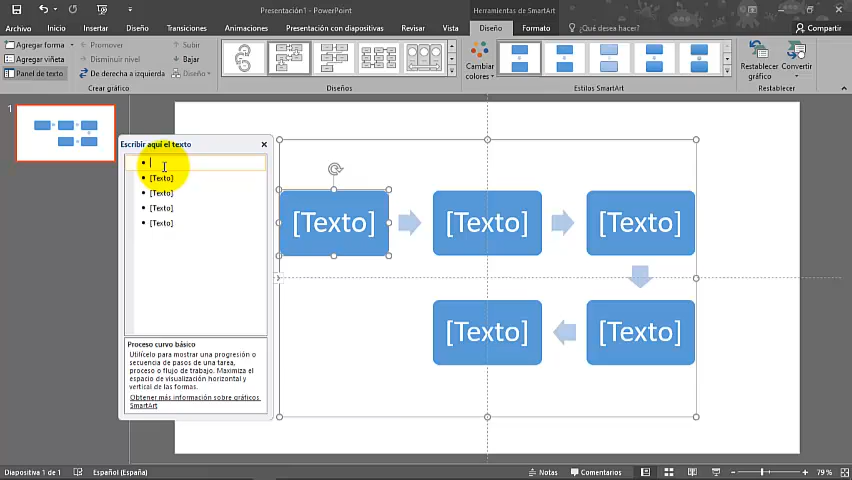 Presentación1 - PowerPoint
Herramientas de SmartArt
Archivo
Inicio
Insertar
Diseño
Transiciones
Animaciones
Presentación con diapositivas
Revisar
Vista
Diseño
Formato
¿Qué desea hacer?
Compartir
Agregar forma
Promover
Subir
Agregar viñeta
Disminuir nivel
Bajar
Panel de texto
De derecha a izquierda
Diseño
Crear gráfico
Diseños
Cambiar
colores
Estilos SmartArt
Restablecer
gráfico
Convertir
Restablecer
1
Escribir aquí el texto
[Texto]
[Texto]
[Texto]
[Texto]
Proceso curvo básico
Utilícelo para mostrar una progresión o
secuencia de pasos de una tarea,
proceso o flujo de trabajo. Maximiza el
espacio de visualización horizontal y
vertical de las formas.
Obtener más información sobre gráficos
SmartArt
[Texto]
[Texto]
[Texto]
[Texto]
[Texto]
Diapositiva 1 de 1
Español (España)
Notas
Comentarios
79 %